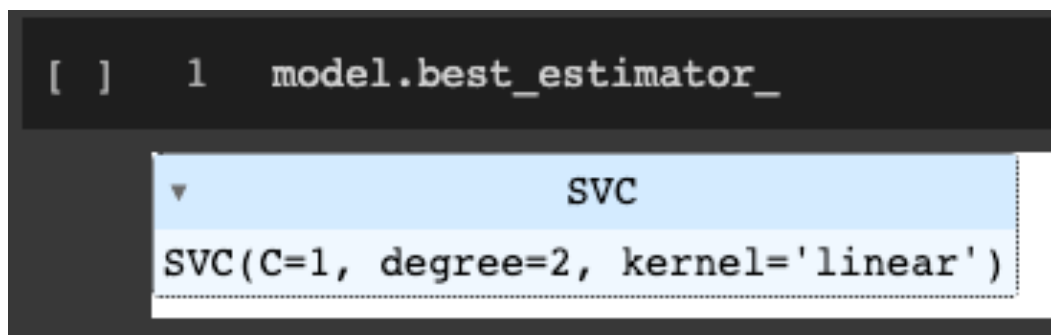 [ ] 1 model.best_estimator_
SVC
SVC(C=1, degree=2, kernel='linear')